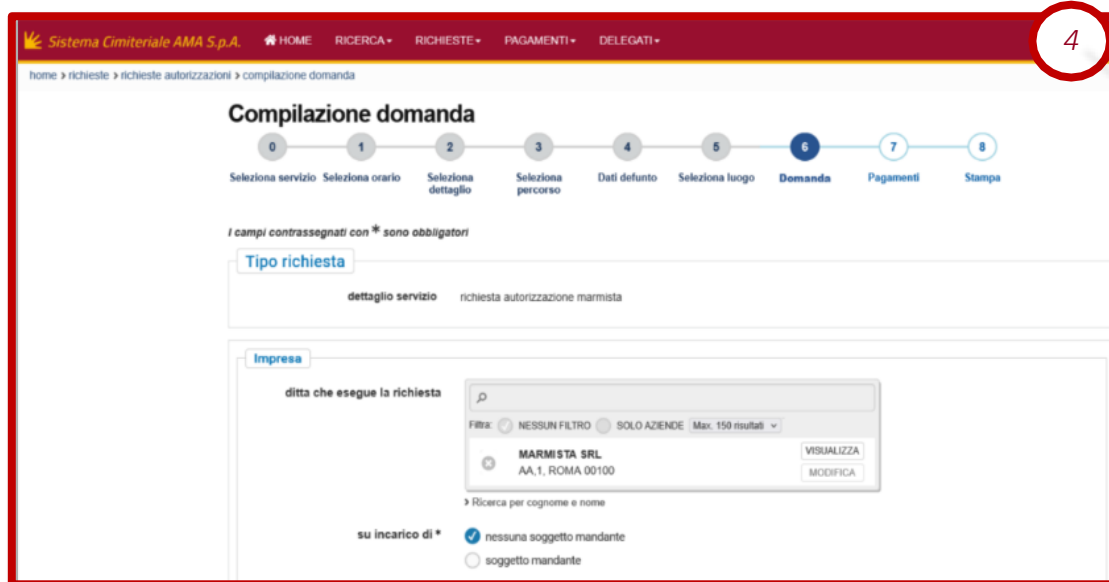 Sistema Cimiteriale AMA S.p.A. HOME RICERCA RICHIESTE PAGAMENTI DELEGATI
4
home > richieste > richieste autorizzazioni > compilazione domanda
Compilazione domanda
0 1 2 3 4 5 6 7 8
Seleziona servizio Seleziona orario Seleziona dettaglio Seleziona percorso Dati defunto Seleziona luogo Domanda Pagamenti Stampa
I campi contrassegnati con * sono obbligatori
Tipo richiesta
dettaglio servizio richiesta autorizzazione marmista
Impresa
ditta che esegue la richiesta
Filtra: NESSUN FILTRO SOLO AZIENDE Max. 150 risultati
MARMISTA SRL VISUALIZZA
AA,1, ROMA 00100 MODIFICA
> Ricerca per cognome e nome
su incarico di * nessuna soggetto mandante
soggetto mandante